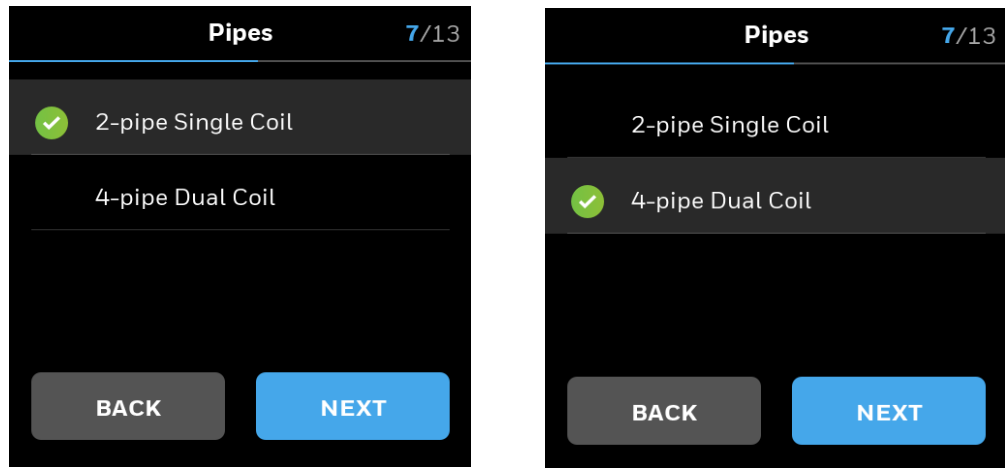 Pipes 7/13
2-pipe Single Coil
4-pipe Dual Coil
BACK NEXT
Pipes 7/13
2-pipe Single Coil
4-pipe Dual Coil
BACK NEXT